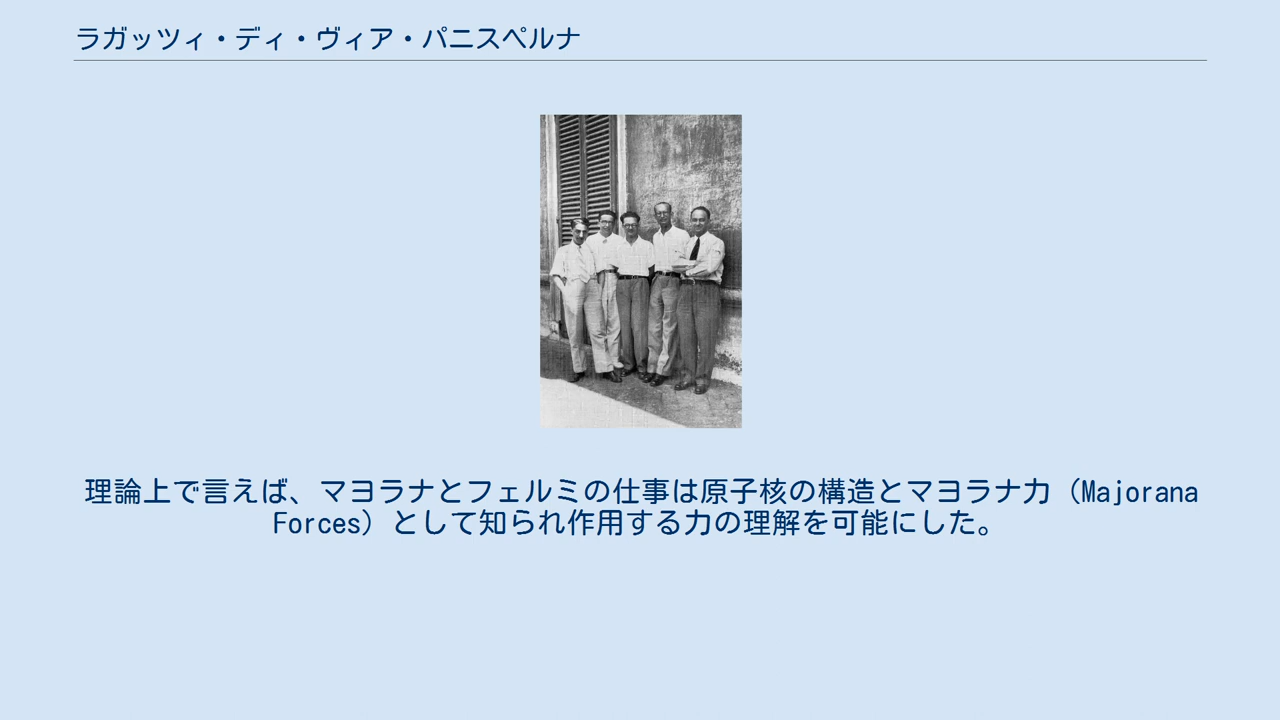 ラガッツィ・ディ・ヴィア・パニスペルナ
理論上で言えば、マヨラナとフェルミの仕事は原子核の構造とマヨラナ力（Majorana
Forces）として知られ作用する力の理解を可能にした。